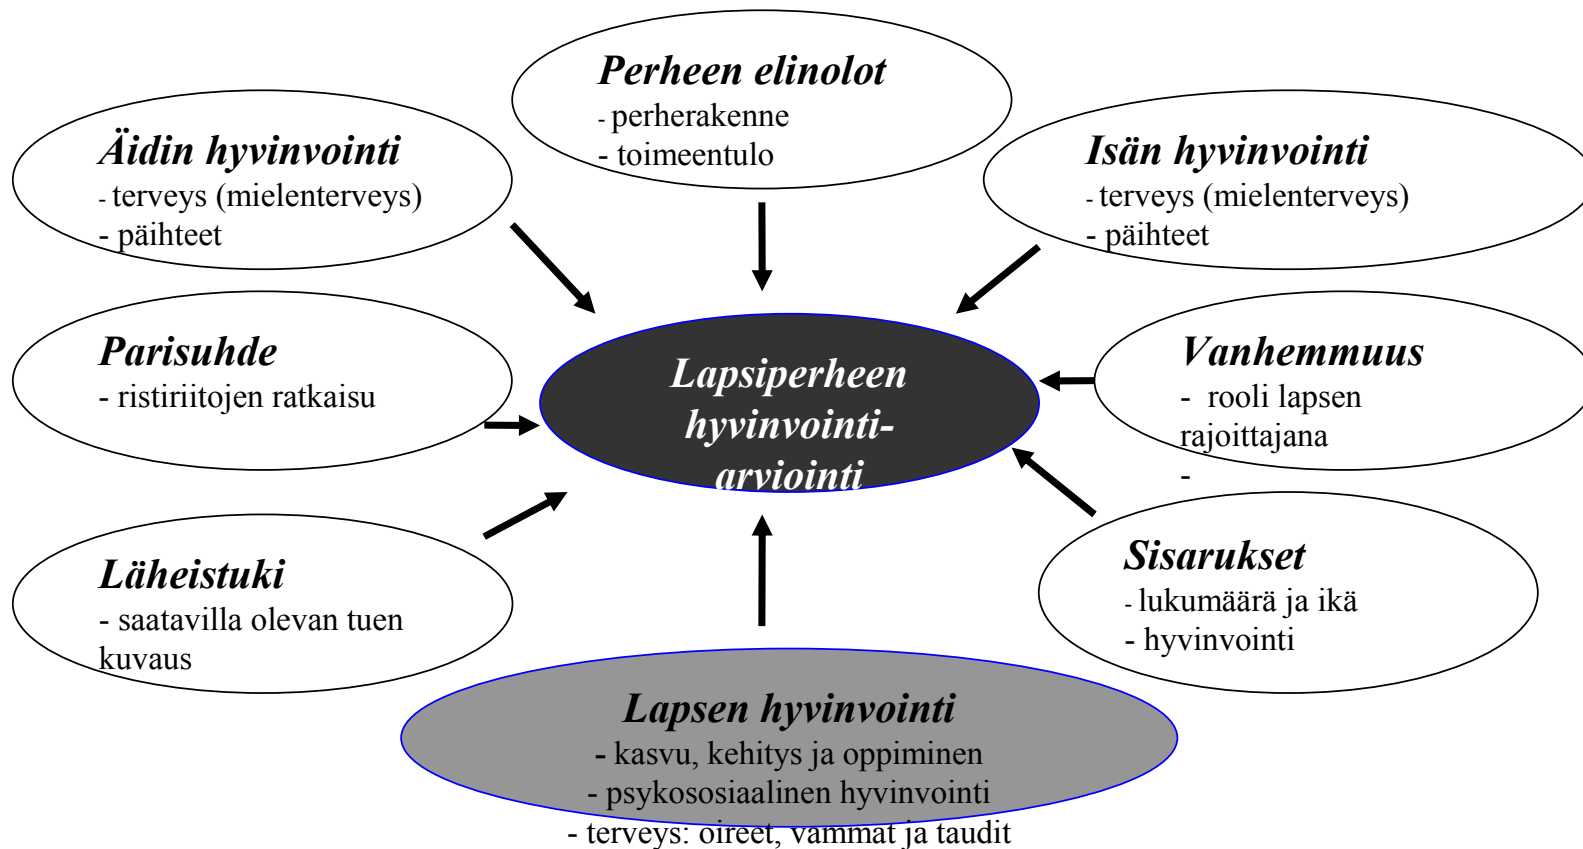 Perheen elinolot
- perherakenne
- toimeentulo
Äidin hyvinvointi
- terveys (mielenterveys)
- päihteet
Isän hyvinvointi
- terveys (mielenterveys)
- päihteet
Parisuhde
- ristiriitojen ratkaisu
Lapsiperheen
hyvinvointi-
arviointi
Vanhemmuus
- rooli lapsen
rajoittajana
-
Läheistuki
- saatavilla olevan tuen
kuvaus
Sisarukset
- lukumäärä ja ikä
- hyvinvointi
Lapsen hyvinvointi
- kasvu, kehitys ja oppiminen
- psykososiaalinen hyvinvointi
- terveys: oireet, vammat ja taudit